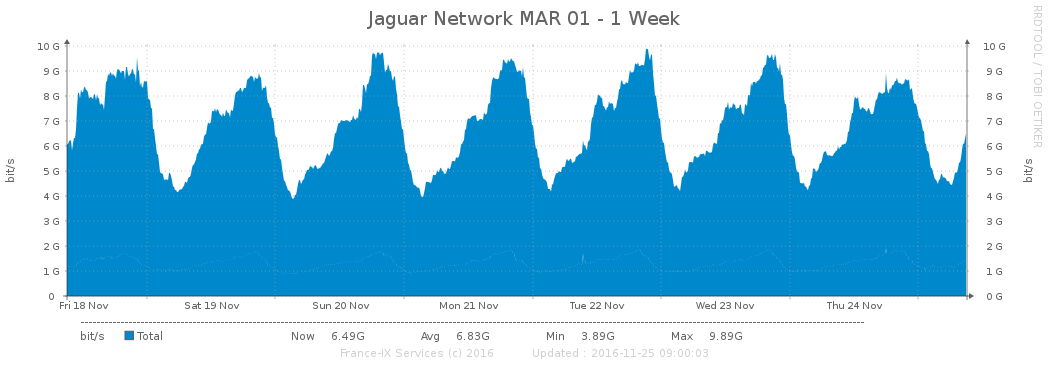 Jaguar Network MAR 01 - 1 Week
RRDTOOL / TOBI OETIKER
bit/s
10 G
9 G
8 G
7 G
6 G
5 G
4 G
3 G
2 G
1 G
0
10 G
9 G
8 G
7 G
6 G
5 G
4 G
3 G
2 G
1 G
0 G
bit/s
Fri 18 Nov Sat 19 Nov Sun 20 Nov Mon 21 Nov Tue 22 Nov Wed 23 Nov Thu 24 Nov
bit/s Total Now 6.49G Avg 6.83G Min 3.89G Max 9.89G
France-IX Services (c) 2016 Updated : 2016-11-25 09:00:03